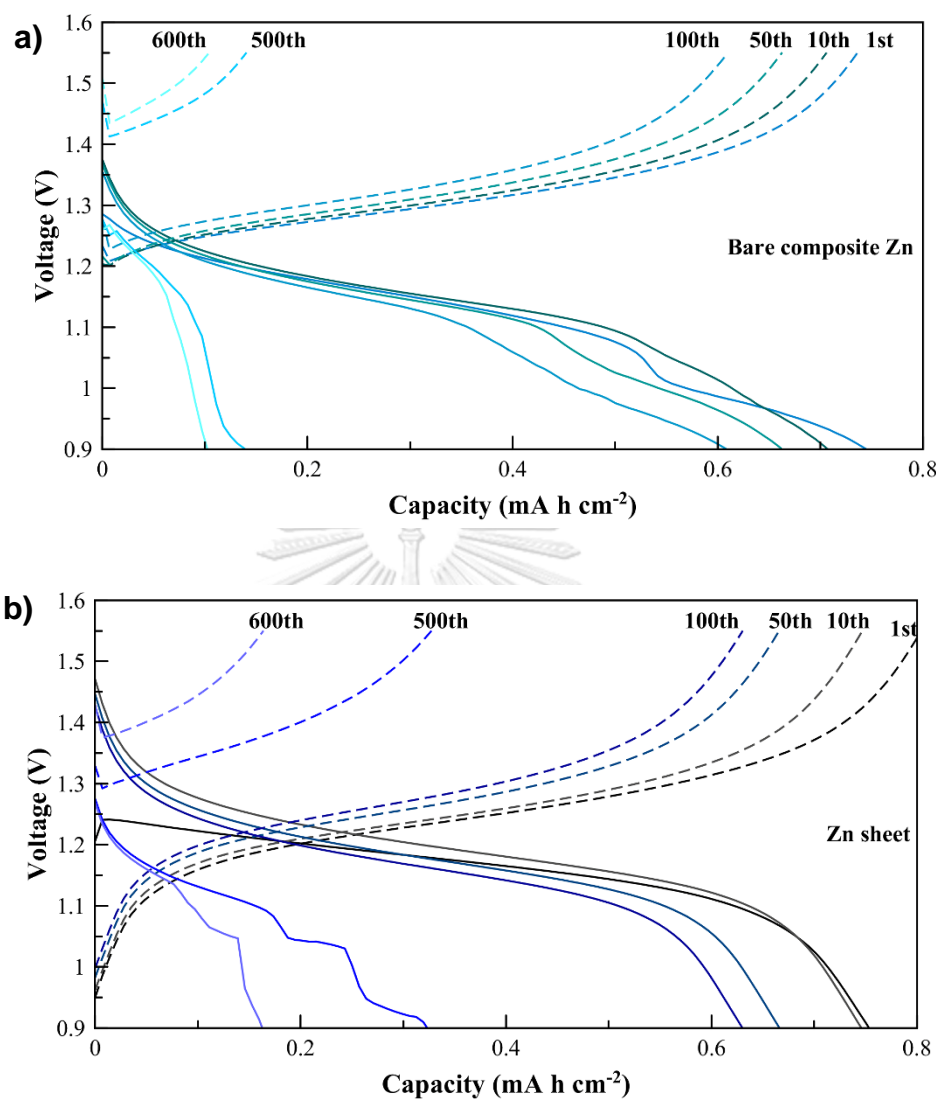 a)
600th 500th 100th 50th 10th 1st
1.6
1.5
1.4
1.3
1.2
1.1
1
0.9
Voltage (V)
Bare composite Zn
0 0.2 0.4 0.6 0.8
Capacity (mA h cm⁻²)
b)
600th 500th 100th 50th 10th 1st
1.6
1.5
1.4
1.3
1.2
1.1
1
0.9
Voltage (V)
Zn sheet
0 0.2 0.4 0.6 0.8
Capacity (mA h cm⁻²)